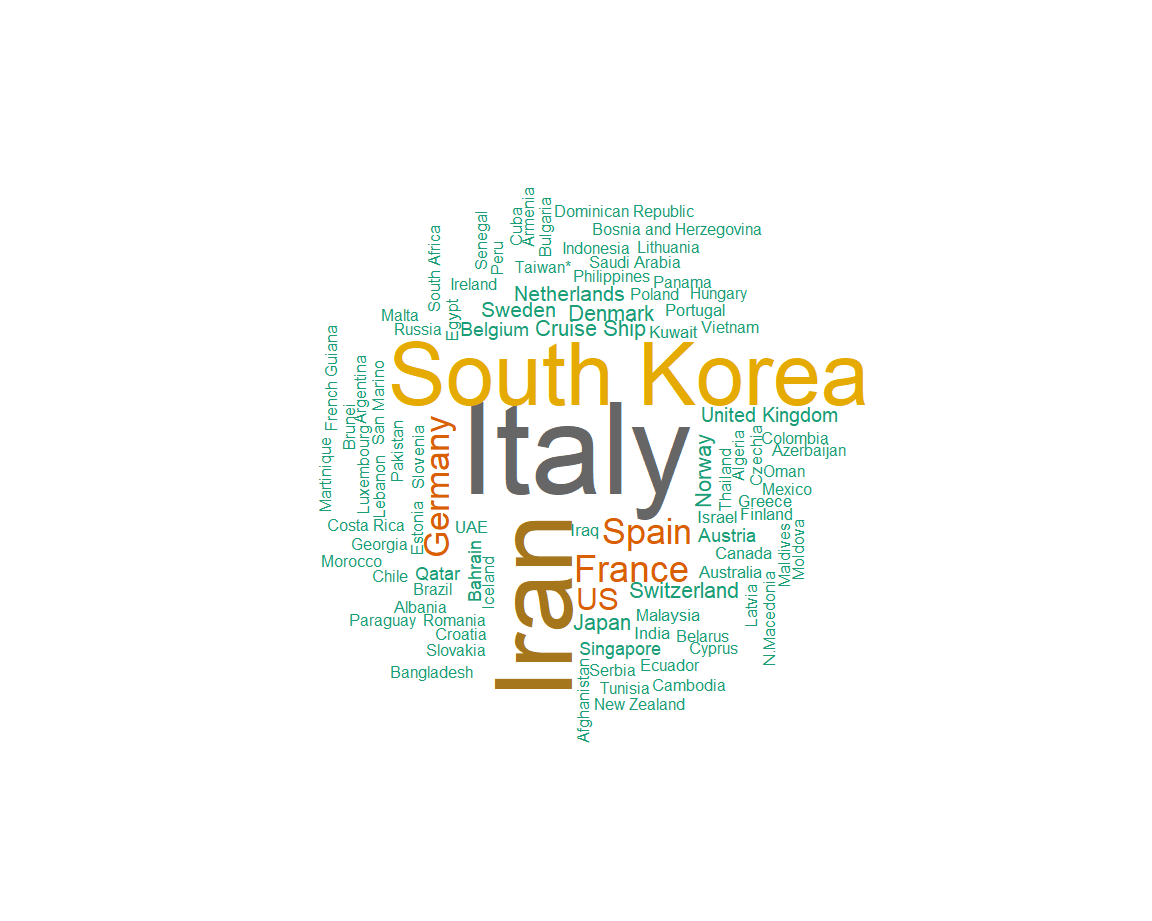 Dominican Republic
Bosnia and Herzegovina
Cuba
Armenia
Bulgaria
Senegal
Peru
South Africa
Indonesia
Lithuania
Taiwan*
Saudi Arabia
Philippines
Panama
Ireland
Netherlands
Poland
Hungary
Egypt
Malta
Sweden
Denmark
Portugal
Russia
Belgium
Cruise Ship
Kuwait
Vietnam
South Korea
French Guiana
Argentina
San Marino
Brunei
Italy
United Kingdom
Germany
Martinique
Luxembourg
Lebanon
Pakistan
Slovenia
Norway
Algeria
Czechia
Colombia
Azerbaijan
Thailand
Oman
Mexico
Greece
Israel
Finland
Costa Rica
Estonia
UAE
Iran
Iraq
Spain
Austria
Maldives
Moldova
Georgia
Canada
Morocco
Chile
Qatar
Bahrain
Iceland
France
Australia
Brazil
US
Switzerland
Latvia
N.Macedonia
Albania
Paraguay
Romania
Japan
Malaysia
Croatia
India
Belarus
Slovakia
Singapore
Cyprus
Bangladesh
Afghanistan
Serbia
Ecuador
Tunisia
Cambodia
New Zealand